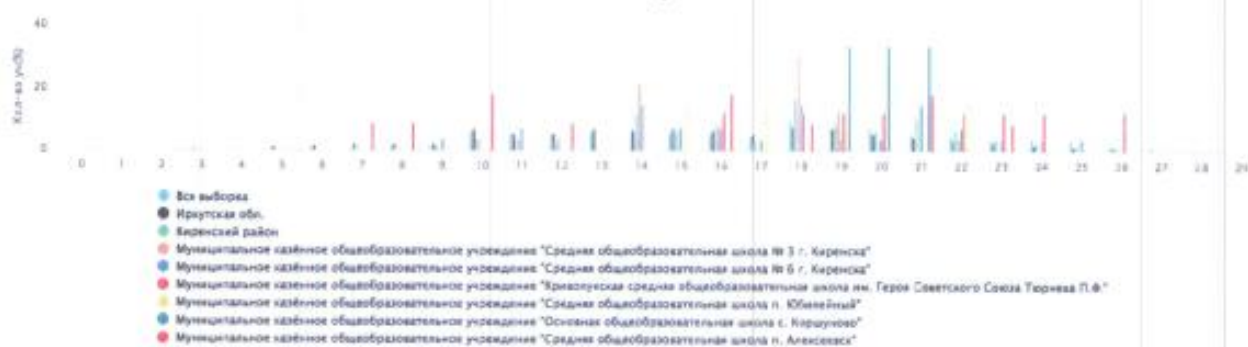 40
Кол-во уч(%)
20
0
0 1 2 3 4 5 6 7 8 9 10 11 12 13 14 15 16 17 18 19 20 21 22 23 24 25 26 27 28 29
Вся выборка
Иркутская обл.
Киренский район
Муниципальное казённое общеобразовательное учреждение "Средняя общеобразовательная школа № 3 г. Киренска"
Муниципальное казённое общеобразовательное учреждение "Средняя общеобразовательная школа № 6 г. Киренска"
Муниципальное казённое общеобразовательное учреждение "Криволукская средняя общеобразовательная школа им. Героя Советского Союза Тюрнева П.Ф."
Муниципальное казённое общеобразовательное учреждение "Средняя общеобразовательная школа п. Юбилейный"
Муниципальное казённое общеобразовательное учреждение "Основная общеобразовательная школа с. Коршуново"
Муниципальное казённое общеобразовательное учреждение "Средняя общеобразовательная школа п. Алексеевск"